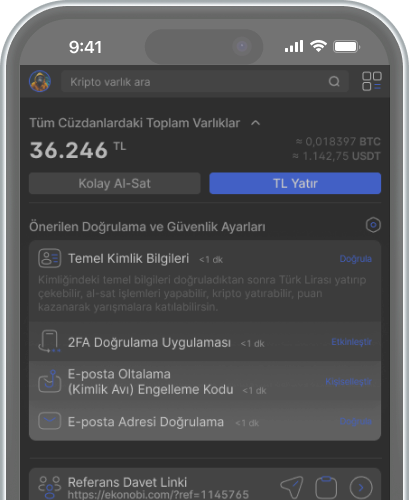 9:41
Kripto varlık ara
Tüm Cüzdanlardaki Toplam Varlıklar
36.246 TL
≈ 0,018397 BTC
≈ 1.142,75 USDT
Kolay Al-Sat
TL Yatır
Önerilen Doğrulama ve Güvenlik Ayarları
Temel Kimlik Bilgileri <1 dk
Doğrula
Kimliğindeki temel bilgileri doğruladıktan sonra Türk Lirası yatırıp
çekebilir, al-sat işlemleri yapabilir, kripto yatırabilir, puan
kazanarak yarışmalara katılabilirsin.
2FA Doğrulama Uygulaması <1 dk
Etkinleştir
E-posta Oltalama
(Kimlik Avı) Engelleme Kodu <1 dk
E-posta Adresi Doğrulama <1 dk
Referans Davet Linki
https://ekonobi.com/?ref=1145765